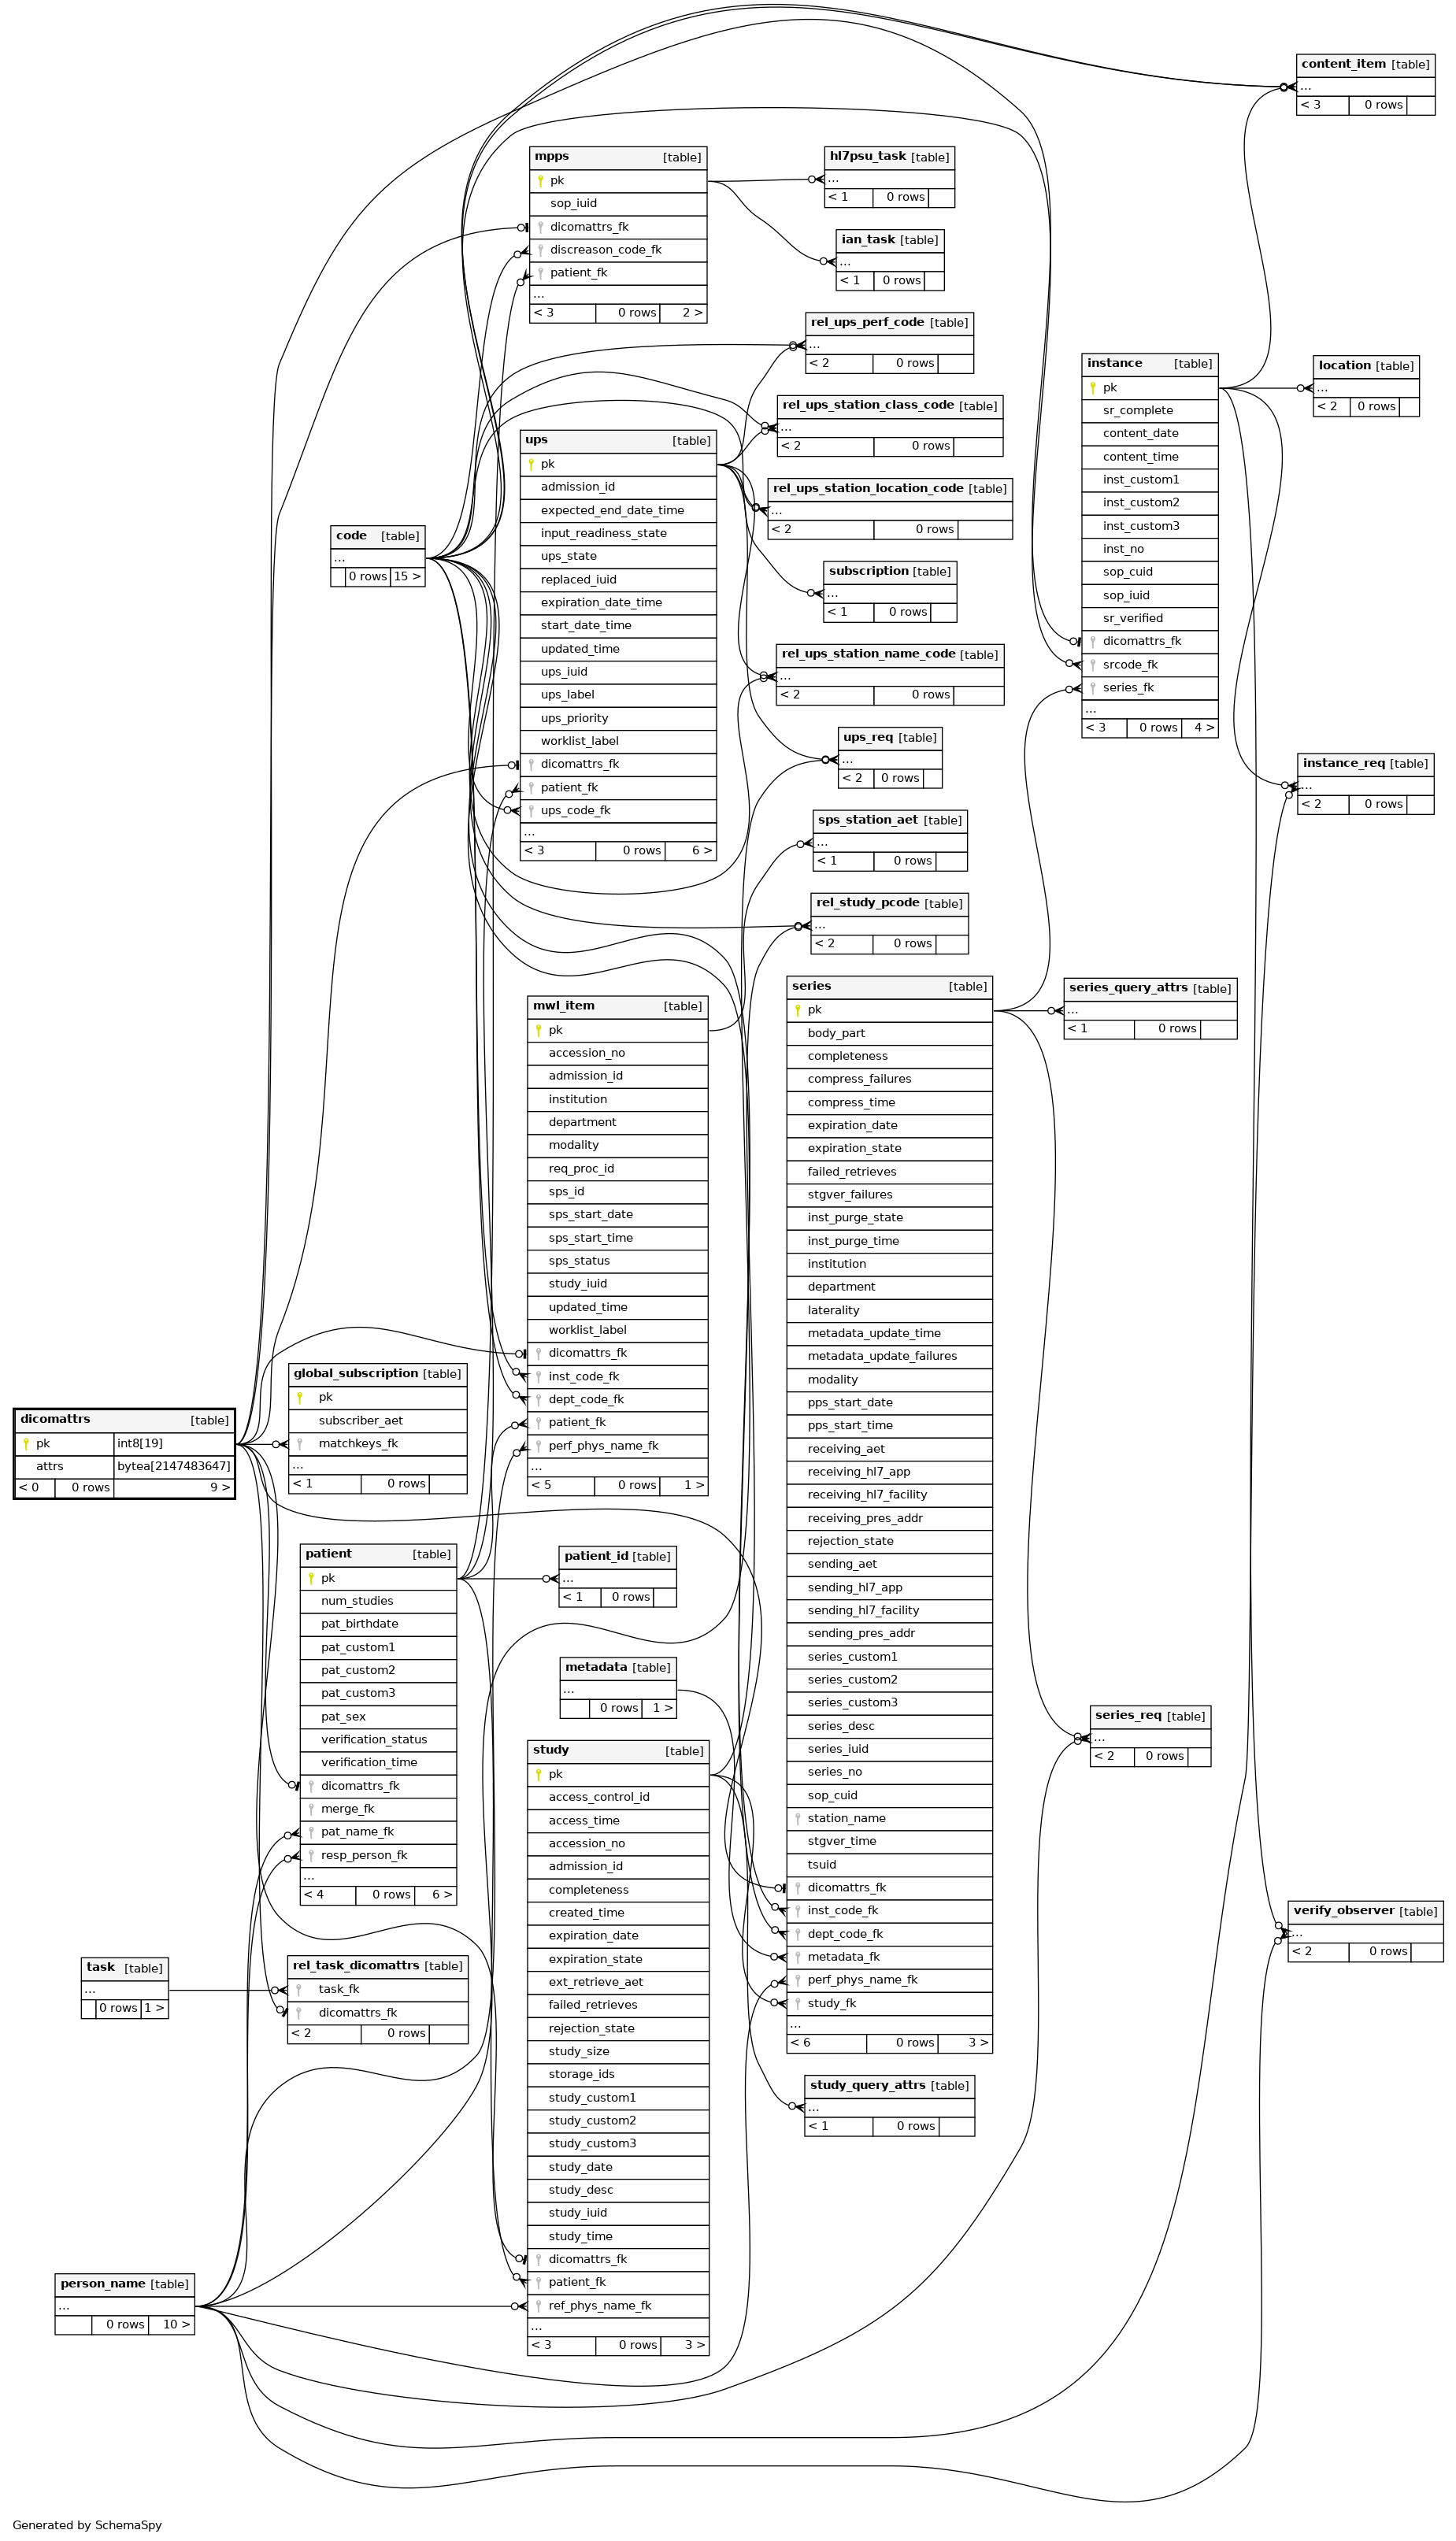 content_item [table]
...
< 3 0 rows
mpps [table]
pk
sop_iuid
dicomattrs_fk
discreason_code_fk
patient_fk
...
< 3 0 rows 2 >
hl7psu_task [table]
...
< 1 0 rows
ian_task [table]
...
< 1 0 rows
rel_ups_perf_code [table]
...
< 2 0 rows
instance [table]
pk
sr_complete
content_date
content_time
inst_custom1
inst_custom2
inst_custom3
inst_no
sop_cuid
sop_iuid
sr_verified
dicomattrs_fk
srcode_fk
series_fk
...
< 3 0 rows 4 >
location [table]
...
< 2 0 rows
rel_ups_station_class_code [table]
...
< 2 0 rows
ups [table]
pk
admission_id
expected_end_date_time
input_readiness_state
ups_state
replaced_iuid
expiration_date_time
start_date_time
updated_time
ups_iuid
ups_label
ups_priority
worklist_label
dicomattrs_fk
patient_fk
ups_code_fk
...
< 3 0 rows 6 >
rel_ups_station_location_code [table]
...
< 2 0 rows
code [table]
...
0 rows 15 >
subscription [table]
...
< 1 0 rows
rel_ups_station_name_code [table]
...
< 2 0 rows
ups_req [table]
...
< 2 0 rows
instance_req [table]
...
< 2 0 rows
sps_station_aet [table]
...
< 1 0 rows
rel_study_pcode [table]
...
< 2 0 rows
series [table]
pk
body_part
completeness
compress_failures
compress_time
expiration_date
expiration_state
failed_retrieves
stgver_failures
inst_purge_state
inst_purge_time
institution
department
laterality
metadata_update_time
metadata_update_failures
modality
pps_start_date
pps_start_time
receiving_aet
receiving_hl7_app
receiving_hl7_facility
receiving_pres_addr
rejection_state
sending_aet
sending_hl7_app
sending_hl7_facility
sending_pres_addr
series_custom1
series_custom2
series_custom3
series_desc
series_iuid
series_no
sop_cuid
station_name
stgver_time
tsuid
dicomattrs_fk
inst_code_fk
dept_code_fk
metadata_fk
perf_phys_name_fk
study_fk
...
< 6 0 rows 3 >
series_query_attrs [table]
...
< 1 0 rows
mwl_item [table]
pk
accession_no
admission_id
institution
department
modality
req_proc_id
sps_id
sps_start_date
sps_start_time
sps_status
study_iuid
updated_time
worklist_label
dicomattrs_fk
inst_code_fk
dept_code_fk
patient_fk
perf_phys_name_fk
...
< 5 0 rows 1 >
global_subscription [table]
pk
subscriber_aet
matchkeys_fk
...
< 1 0 rows
dicomattrs [table]
pk int8[19]
attrs bytea[2147483647]
< 0 0 rows 9 >
patient [table]
pk
num_studies
pat_birthdate
pat_custom1
pat_custom2
pat_custom3
pat_sex
verification_status
verification_time
dicomattrs_fk
merge_fk
pat_name_fk
resp_person_fk
...
< 4 0 rows 6 >
patient_id [table]
...
< 1 0 rows
metadata [table]
...
0 rows 1 >
series_req [table]
...
< 2 0 rows
study [table]
pk
access_control_id
access_time
accession_no
admission_id
completeness
created_time
expiration_date
expiration_state
ext_retrieve_aet
failed_retrieves
rejection_state
study_size
storage_ids
study_custom1
study_custom2
study_custom3
study_date
study_desc
study_iuid
study_time
dicomattrs_fk
patient_fk
ref_phys_name_fk
...
< 3 0 rows 3 >
verify_observer [table]
...
< 2 0 rows
task [table]
...
0 rows 1 >
rel_task_dicomattrs [table]
task_fk
dicomattrs_fk
< 2 0 rows
study_query_attrs [table]
...
< 1 0 rows
person_name [table]
...
0 rows 10 >
Generated by SchemaSpy